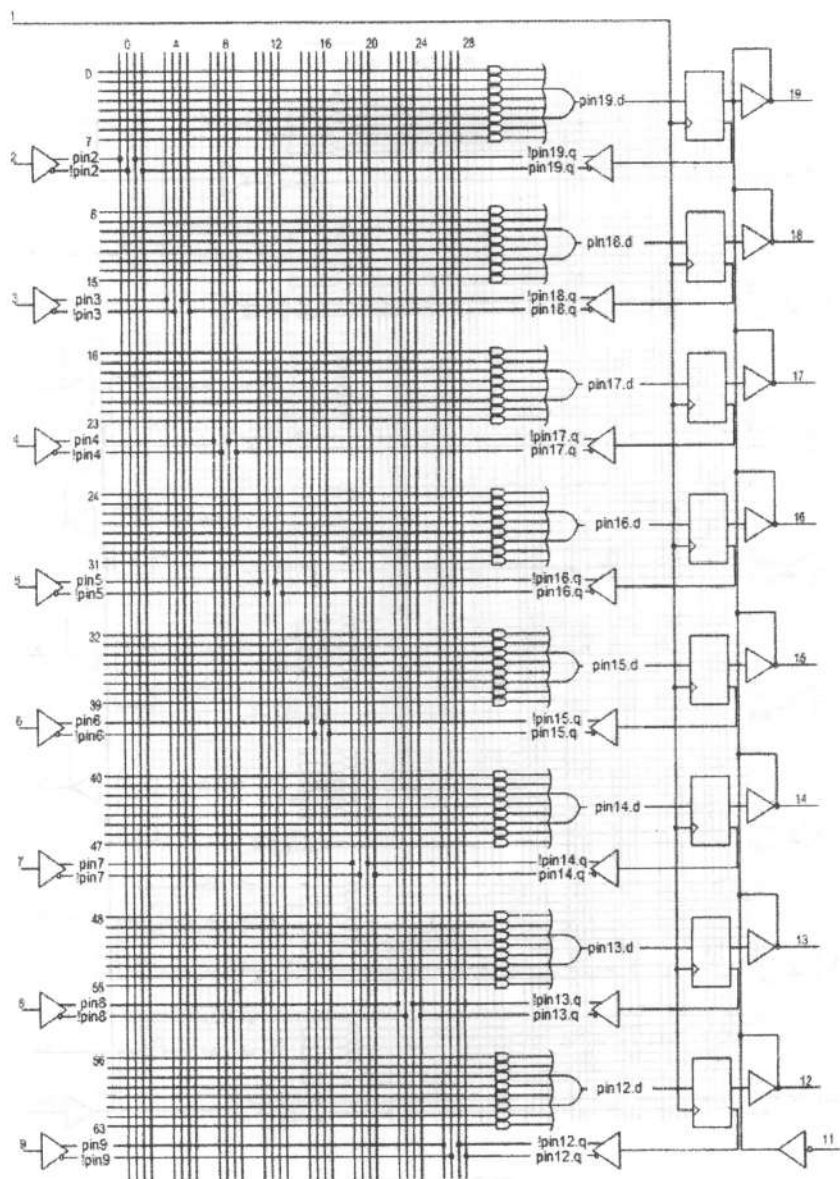 1
0 4 8 12 16 20 24 28
0
pin19.d
19
7
2 pin2 !pin19.q
!pin2 pin19.q
8
pin18.d
18
15
3 pin3 !pin18.q
!pin3 pin18.q
16
pin17.d
17
23
4 pin4 !pin17.q
!pin4 pin17.q
24
pin16.d
16
31
5 pin5 !pin16.q
!pin5 pin16.q
32
pin15.d
15
39
6 pin6 !pin15.q
!pin6 pin15.q
40
pin14.d
14
47
7 pin7 !pin14.q
!pin7 pin14.q
48
pin13.d
13
55
8 pin8 !pin13.q
!pin8 pin13.q
56
pin12.d
12
63
9 pin9 !pin12.q
!pin9 pin12.q
11